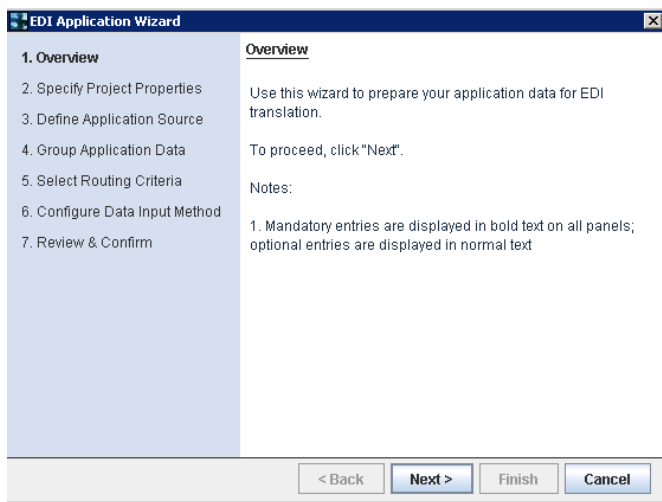 EDI Application Wizard
1. Overview
2. Specify Project Properties
3. Define Application Source
4. Group Application Data
5. Select Routing Criteria
6. Configure Data Input Method
7. Review & Confirm
Overview
Use this wizard to prepare your application data for EDI
translation.
To proceed, click "Next".
Notes:
1. Mandatory entries are displayed in bold text on all panels;
optional entries are displayed in normal text
< Back Next > Finish Cancel